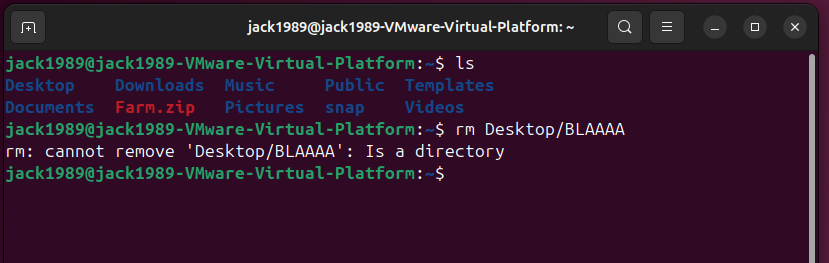 jack1989@jack1989-VMware-Virtual-Platform: ~
jack1989@jack1989-VMware-Virtual-Platform:~$ ls
Desktop    Downloads  Music     Public  Templates
Documents  Farm.zip   Pictures  snap    Videos
jack1989@jack1989-VMware-Virtual-Platform:~$ rm Desktop/BLAAAA
rm: cannot remove 'Desktop/BLAAAA': Is a directory
jack1989@jack1989-VMware-Virtual-Platform:~$